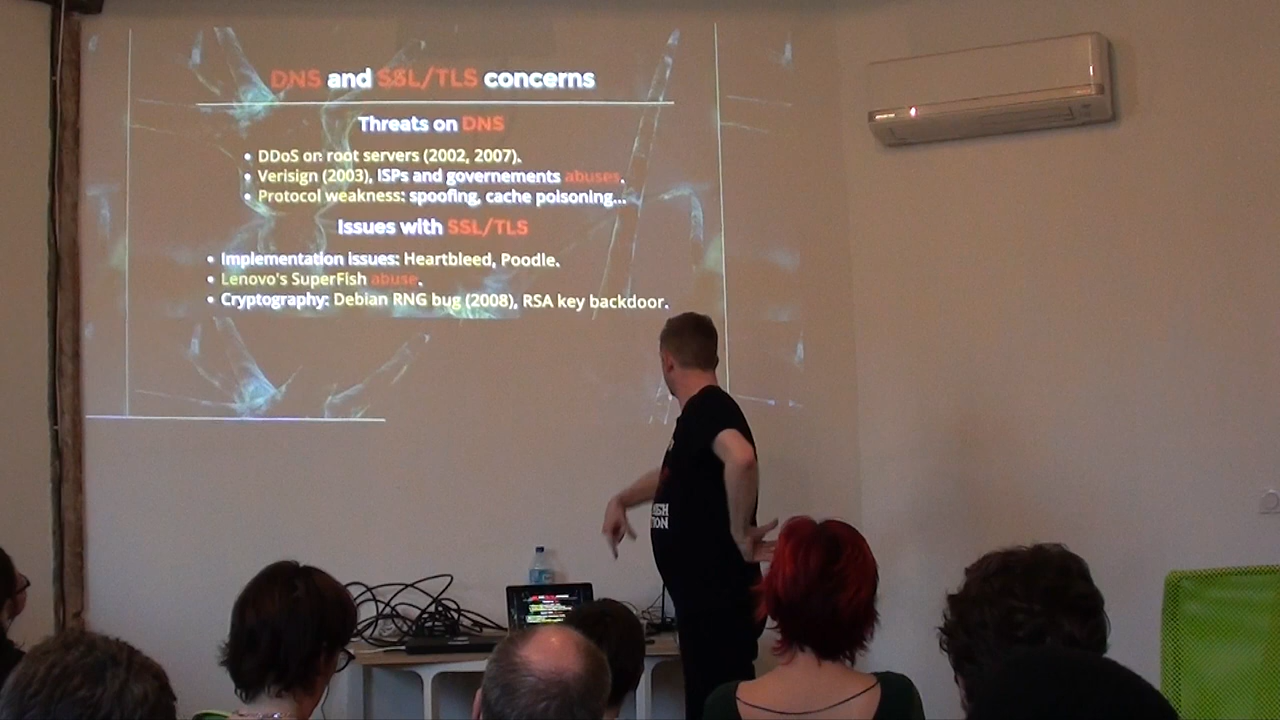 DNS and SSL/TLS concerns
Threats on DNS
• DDoS on root servers (2002, 2007).
• Verisign (2003), ISPs and governements abuses.
• Protocol weakness: spoofing, cache poisoning...
Issues with SSL/TLS
• Implementation issues: Heartbleed, Poodle.
• Lenovo's SuperFish abuse.
• Cryptography: Debian RNG bug (2008), RSA key backdoor.